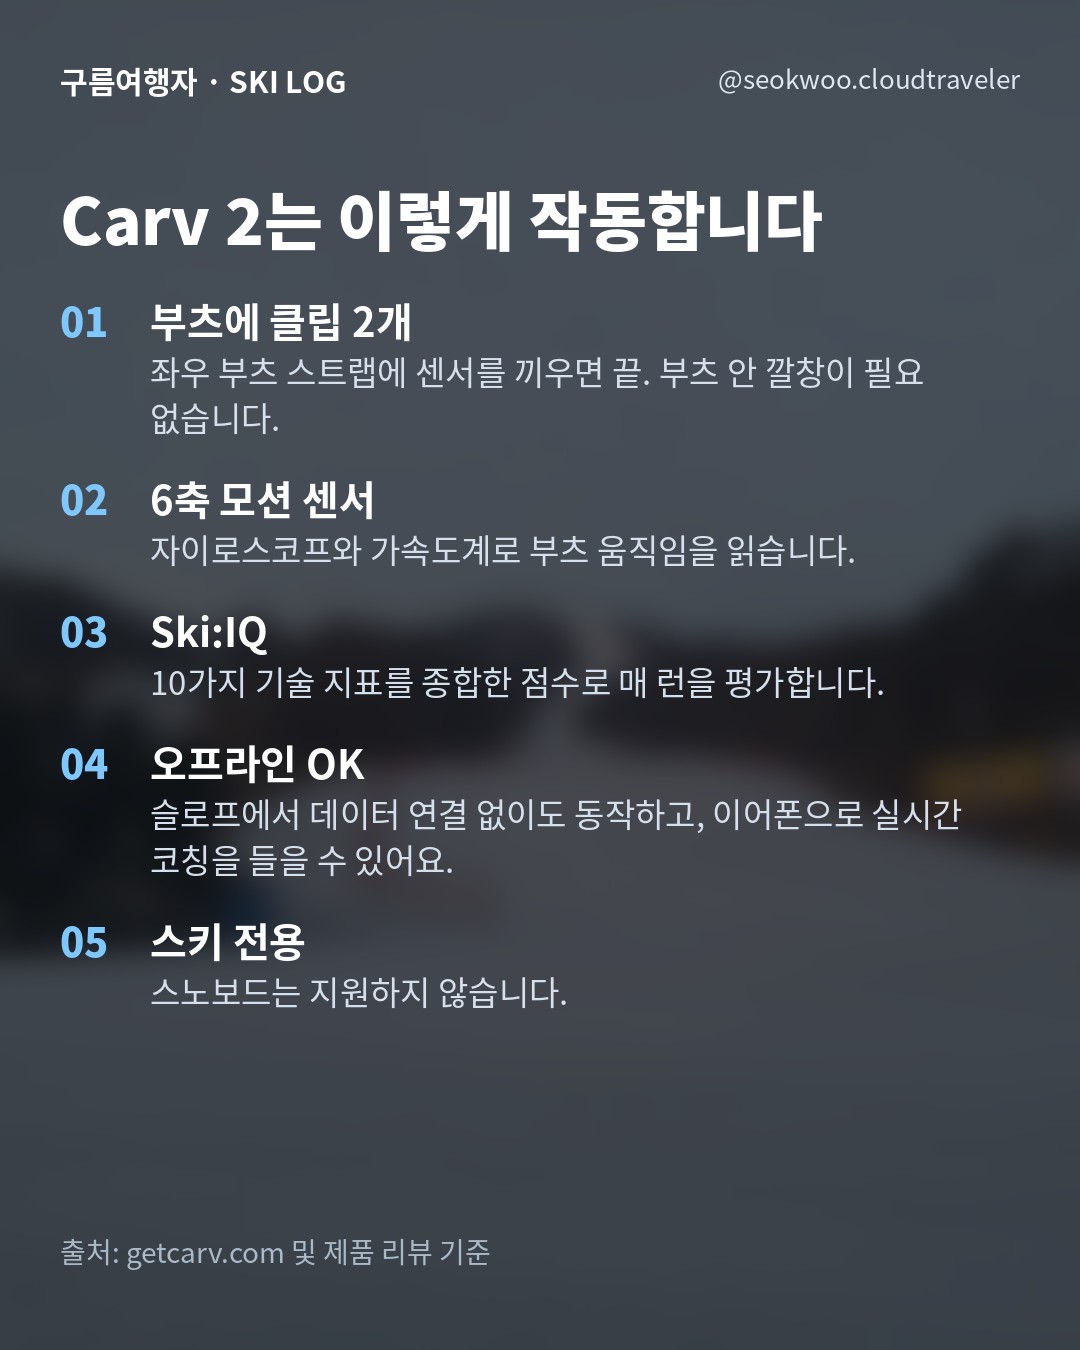 구름여행자 · SKI LOG
@seokwoo.cloudtraveler
Carv 2는 이렇게 작동합니다
01 부츠에 클립 2개
좌우 부츠 스트랩에 센서를 끼우면 끝. 부츠 안 깔창이 필요
없습니다.
02 6축 모션 센서
자이로스코프와 가속도계로 부츠 움직임을 읽습니다.
03 Ski:IQ
10가지 기술 지표를 종합한 점수로 매 런을 평가합니다.
04 오프라인 OK
슬로프에서 데이터 연결 없이도 동작하고, 이어폰으로 실시간
코칭을 들을 수 있어요.
05 스키 전용
스노보드는 지원하지 않습니다.
출처: getcarv.com 및 제품 리뷰 기준